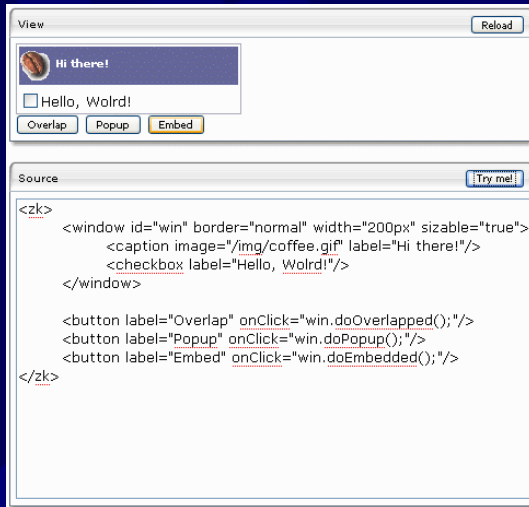 View
Reload
Hi there!
Hello, Wolrd!
Overlap Popup Embed
Source
Try me!
<zk>
<window id="win" border="normal" width="200px" sizable="true">
<caption image="/img/coffee.gif" label="Hi there!"/>
<checkbox label="Hello, Wolrd!"/>
</window>
<button label="Overlap" onClick="win.doOverlapped();"/>
<button label="Popup" onClick="win.doPopup();"/>
<button label="Embed" onClick="win.doEmbedded();"/>
</zk>